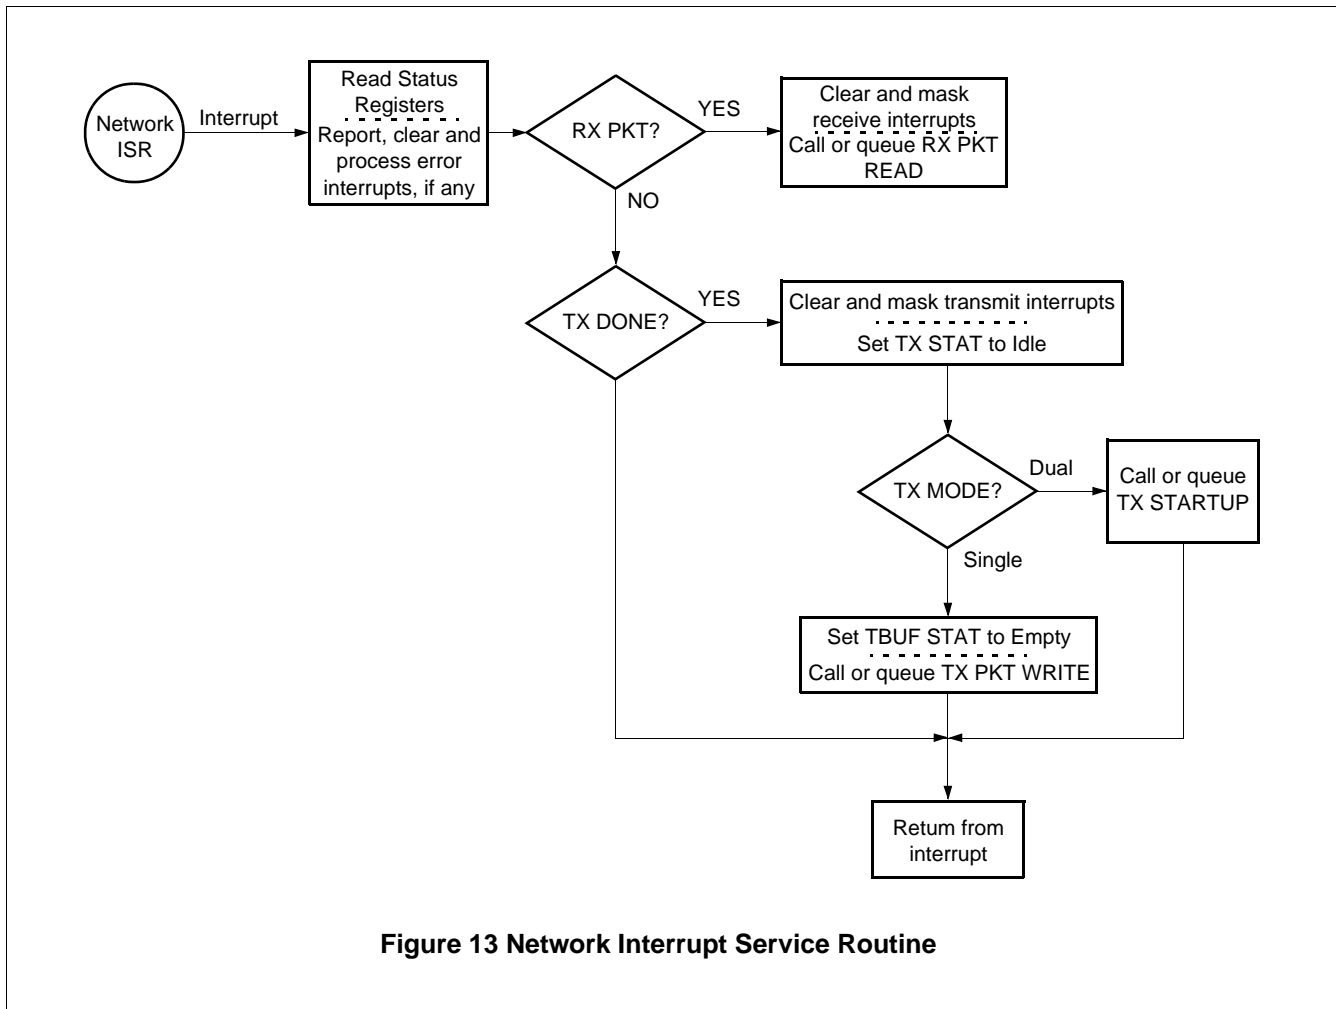 Network
ISR
Interrupt
Read Status
Registers
Report, clear and
process error
interrupts, if any
RX PKT?
YES
Clear and mask
receive interrupts
Call or queue RX PKT
READ
NO
TX DONE?
YES
Clear and mask transmit interrupts
Set TX STAT to Idle
TX MODE?
Dual
Call or queue
TX STARTUP
Single
Set TBUF STAT to Empty
Call or queue TX PKT WRITE
Retum from
interrupt
Figure 13 Network Interrupt Service Routine